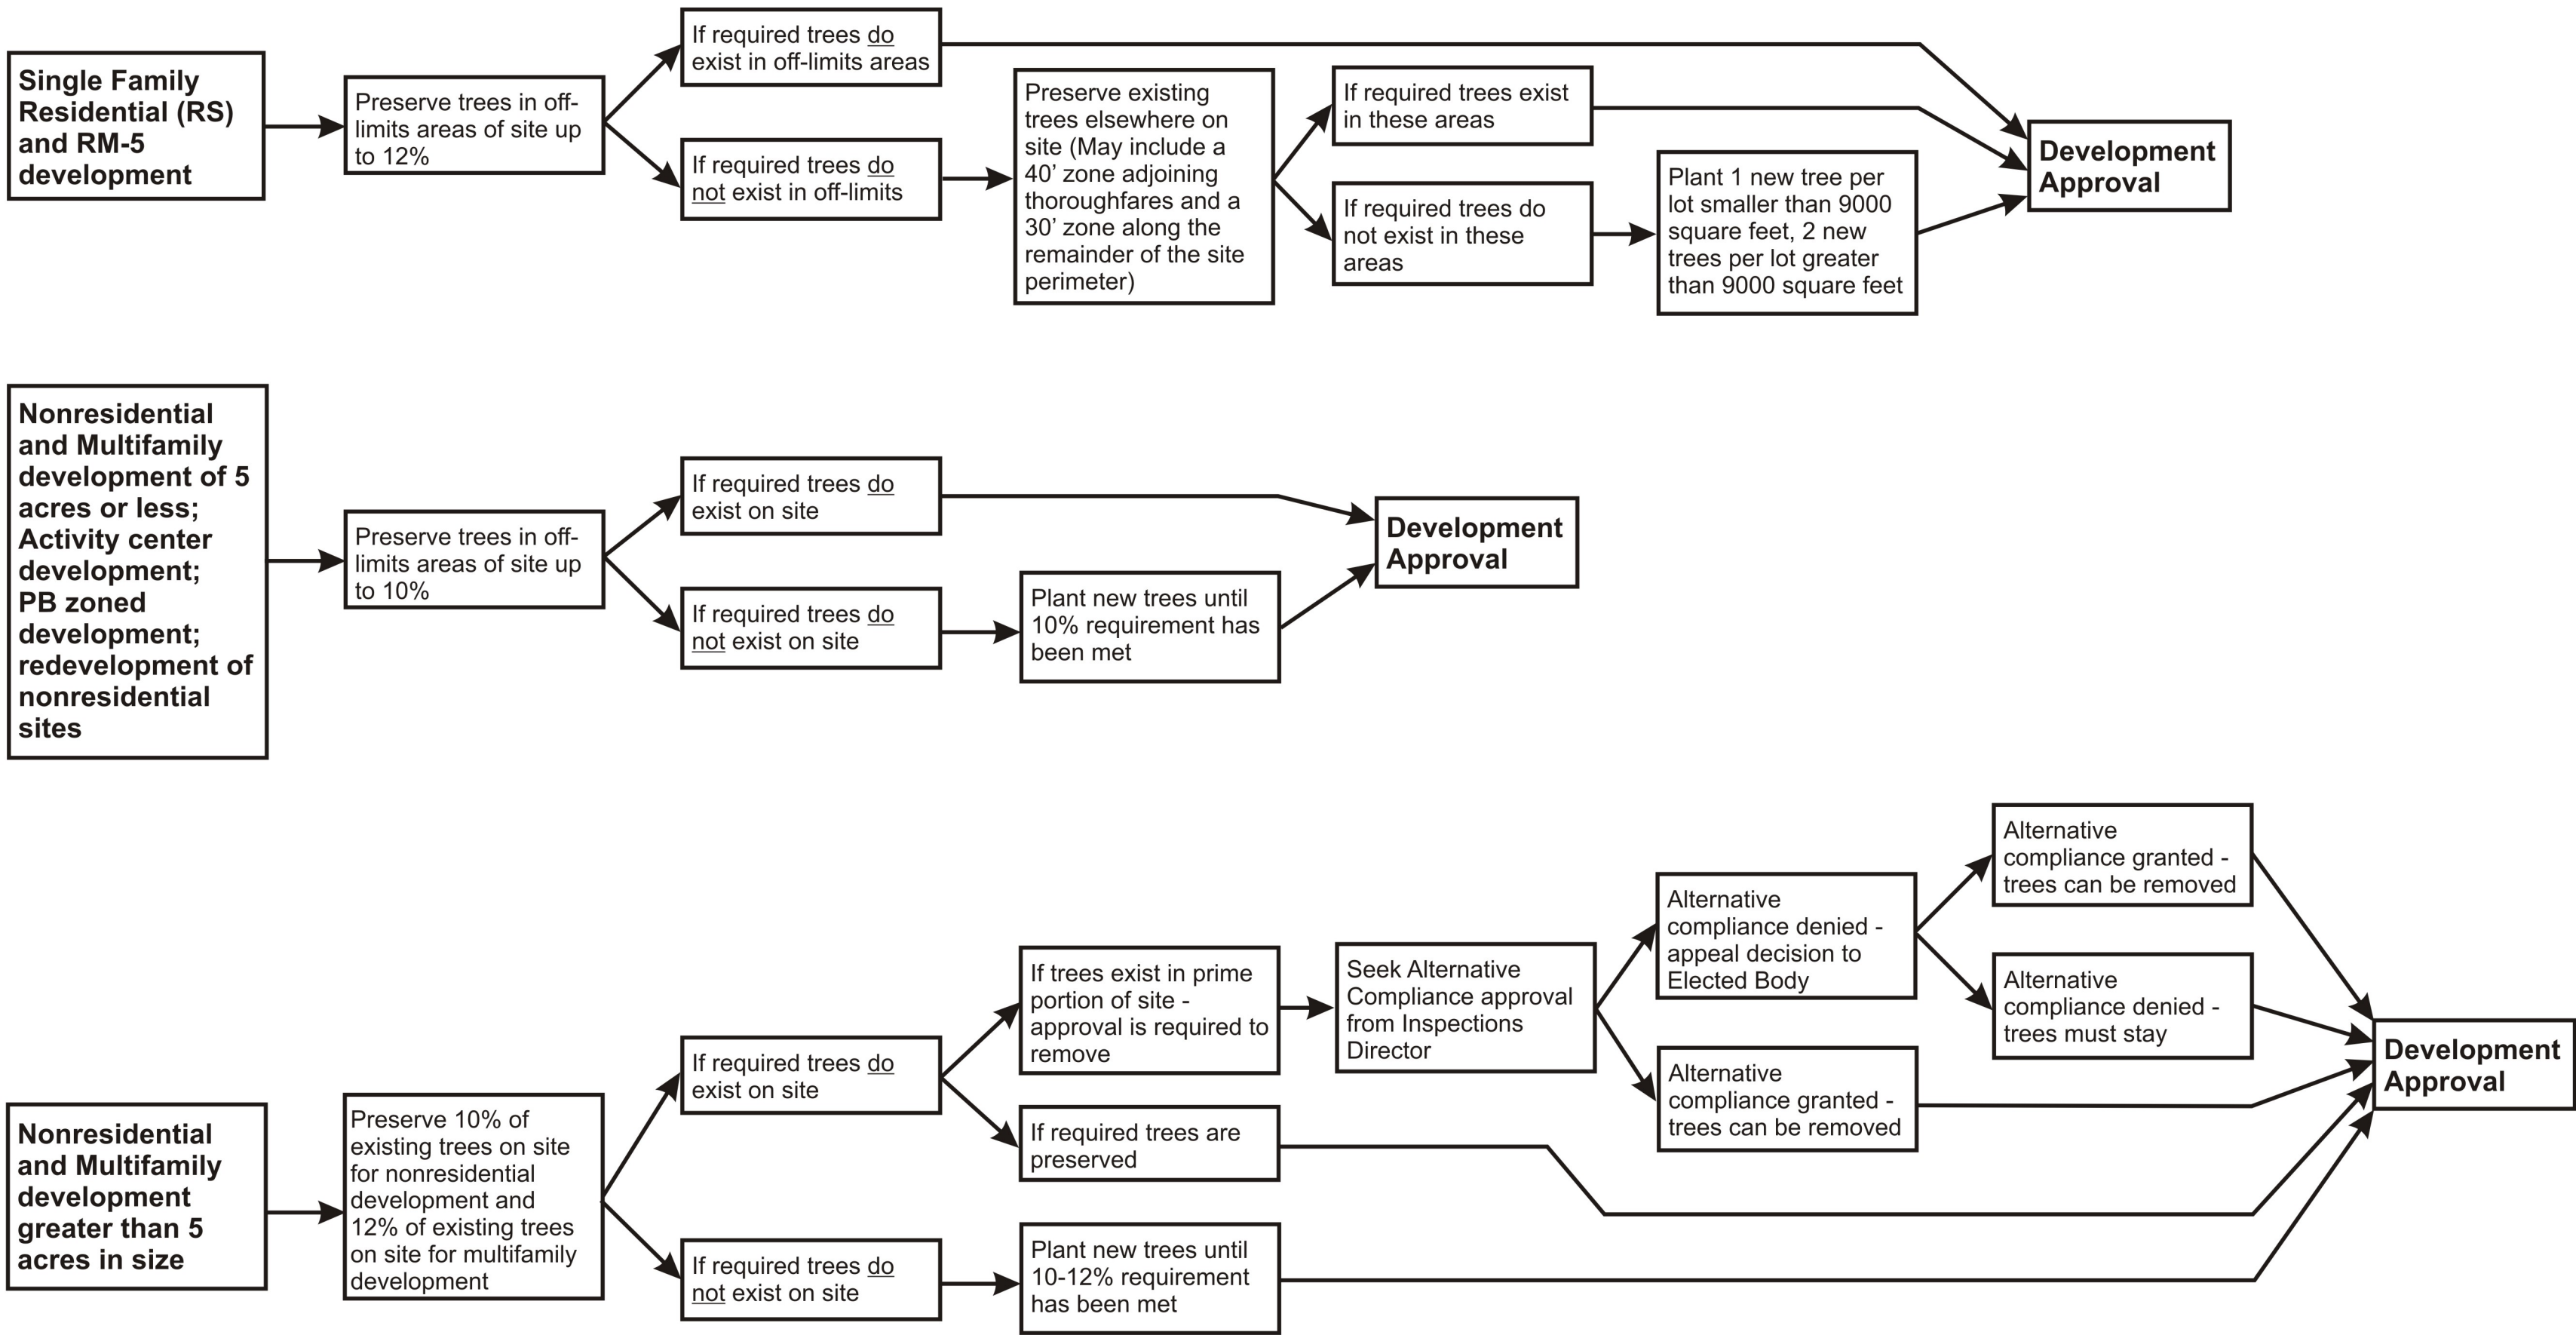 Single Family
Residential (RS)
and RM-5
development
Preserve trees in off-
limits areas of site up
to 12%
If required trees do
exist in off-limits areas
If required trees do
not exist in off-limits
Preserve existing
trees elsewhere on
site (May include a
40’ zone adjoining
thoroughfares and a
30’ zone along the
remainder of the site
perimeter)
If required trees exist
in these areas
If required trees do
not exist in these
areas
Plant 1 new tree per
lot smaller than 9000
square feet, 2 new
trees per lot greater
than 9000 square feet
Development
Approval
Nonresidential
and Multifamily
development of 5
acres or less;
Activity center
development;
PB zoned
development;
redevelopment of
nonresidential
sites
Preserve trees in off-
limits areas of site up
to 10%
If required trees do
exist on site
If required trees do
not exist on site
Plant new trees until
10% requirement has
been met
Development
Approval
Nonresidential
and Multifamily
development
greater than 5
acres in size
Preserve 10% of
existing trees on site
for nonresidential
development and
12% of existing trees
on site for multifamily
development
If required trees do
exist on site
If required trees do
not exist on site
If trees exist in prime
portion of site -
approval is required to
remove
If required trees are
preserved
Plant new trees until
10-12% requirement
has been met
Seek Alternative
Compliance approval
from Inspections
Director
Alternative
compliance denied -
appeal decision to
Elected Body
Alternative
compliance granted -
trees can be removed
Alternative
compliance granted -
trees can be removed
Alternative
compliance denied -
trees must stay
Development
Approval